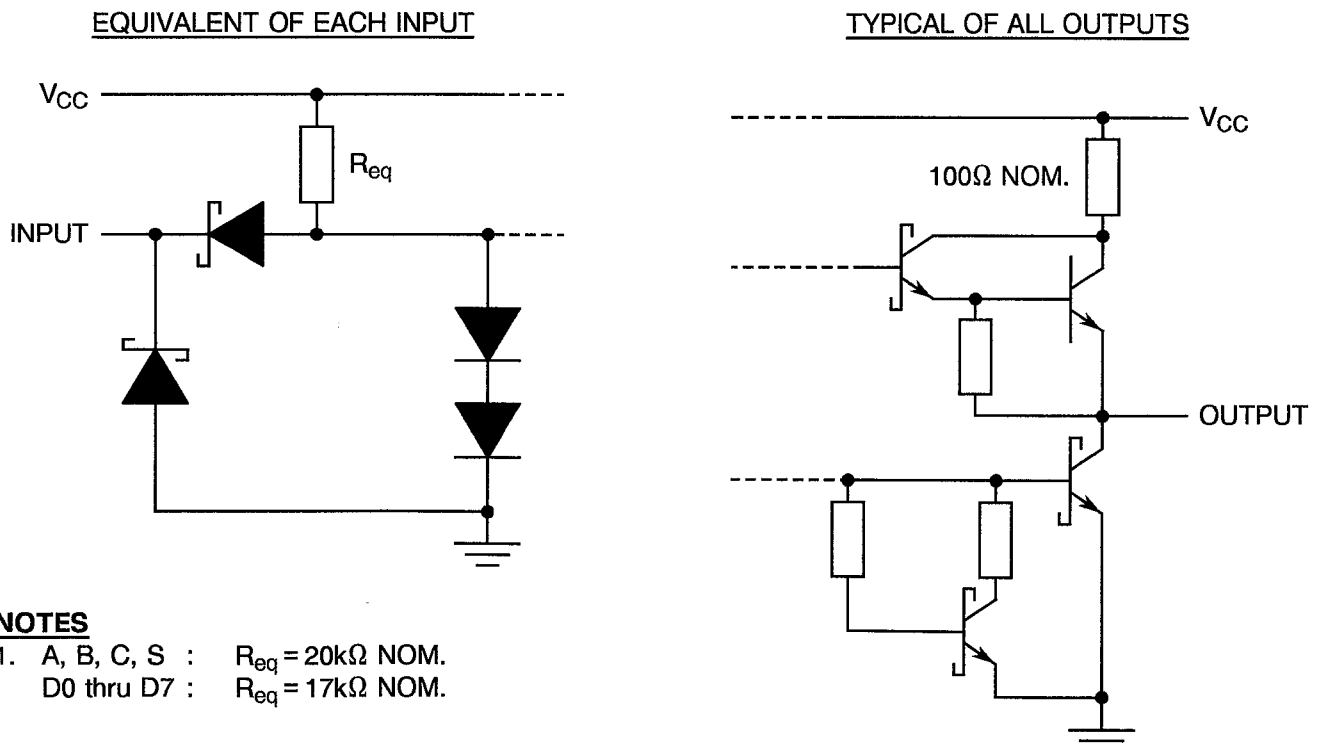 EQUIVALENT OF EACH INPUT
VCC
Req
INPUT
TYPICAL OF ALL OUTPUTS
VCC
100Ω NOM.
OUTPUT
NOTES
1. A, B, C, S : Req = 20kΩ NOM.
D0 thru D7 : Req = 17kΩ NOM.